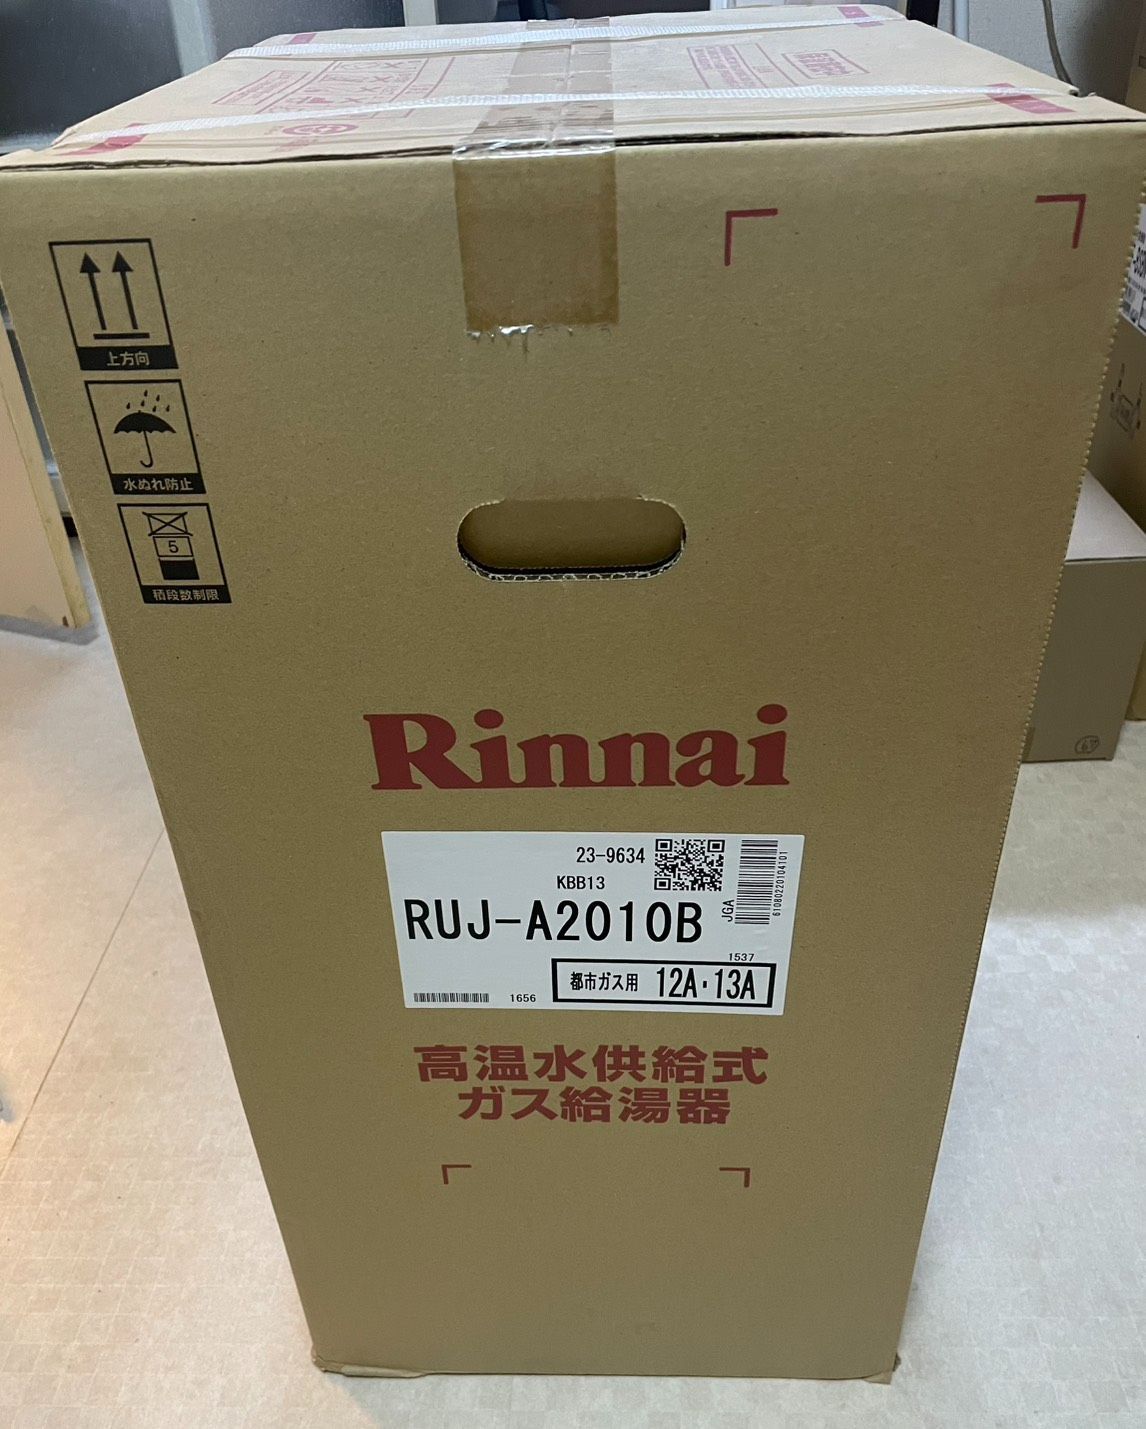 上方向
水ぬれ防止
5
積段数制限
Rinnai
23-9634
KBB13
RUJ-A2010B
JGA
61080220104101
1537
都市ガス用 12A・13A
1656
高温水供給式
ガス給湯器